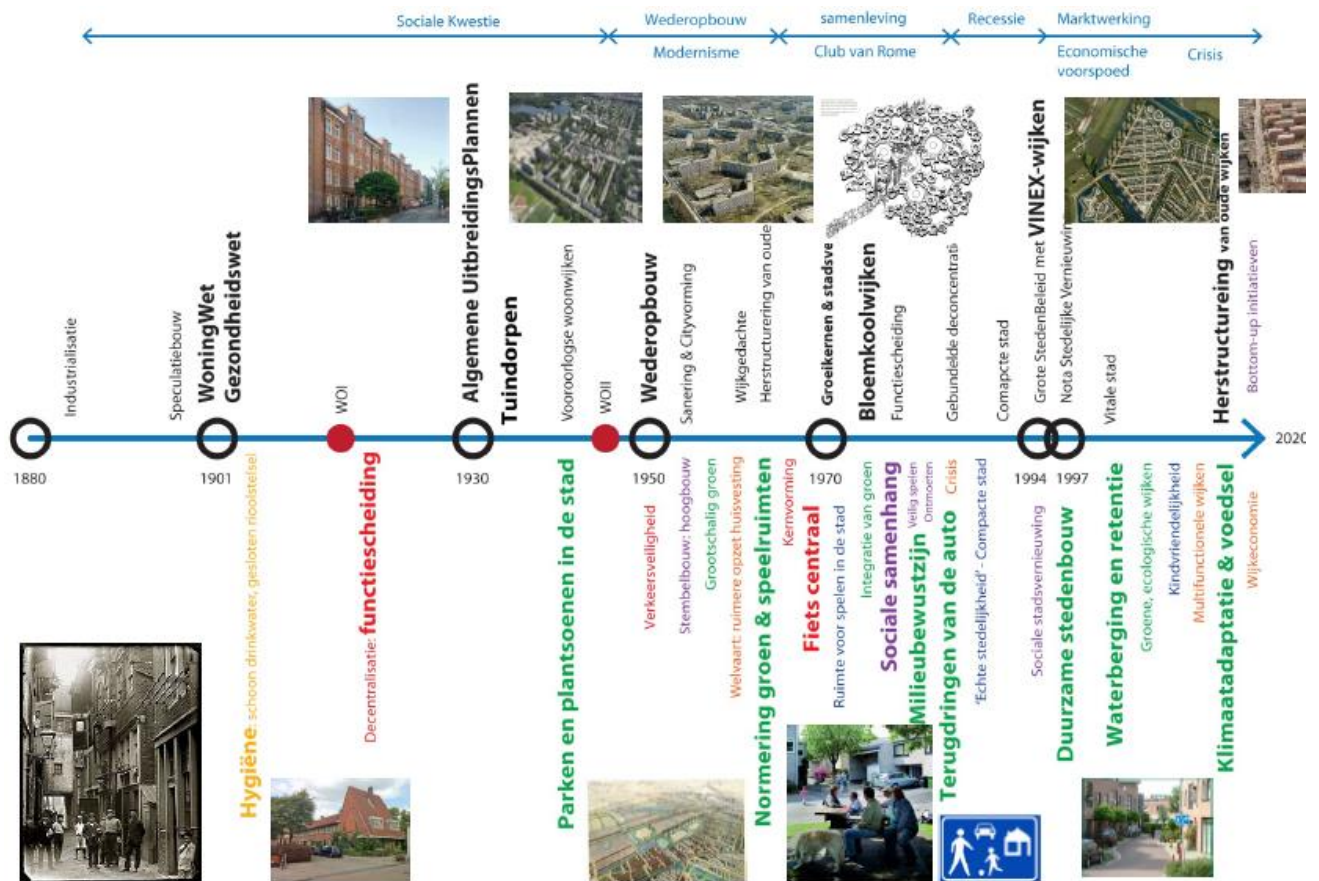 Sociale Kwestie
Wederopbouw
samenleving
Recessie
Marktwerking
Modernisme
Club van Rome
Economische
voorspoed
Crisis
Industrialisatie
Speculatiebouw
WoningWet
Gezondheidswet
WOI
Algemene UitbreidingsPlannen
Tuindorpen
Vooroorlogse woonwijken
WOII
Wederopbouw
Sanering & Cityvorming
Wijkgedachte
Herstructurering van oude
Groeikernen & stadsve
Bloemkoolwijken
Functiescheiding
Gebundelde deconcentrati
Comapcte stad
Grote StedenBeleid met VINEX-wijken
Nota Stedelijke Vernieuwin
Vitale stad
Herstructureing van oude wijken
Bottom-up initiatieven
1880
1901
1930
1950
1970
1994
1997
2020
Hygiëne: schoon drinkwater, gesloten rioolstelsel
Decentralisatie: functiescheiding
Parken en plantsoenen in de stad
Verkeersveiligheid
Stembelbouw: hoogbouw
Grootschalig groen
Welvaart: ruimere opzet huisvesting
Normering groen & speelruimten
Kernvorming
Fiets centraal
Ruimte voor spelen in de stad
Integratie van groen
Sociale samenhang
Veilig spelen
Ontmoeten
Milieubewustzijn
Terugdringen van de auto
Crisis
'Echte stedelijkheid' - Compacte stad
Sociale stadsvernieuwing
Duurzame stedenbouw
Waterberging en retentie
Groene, ecologische wijken
Kindvriendelijkheid
Multifunctionele wijken
Klimaatadaptatie & voedsel
Wijkeconomie